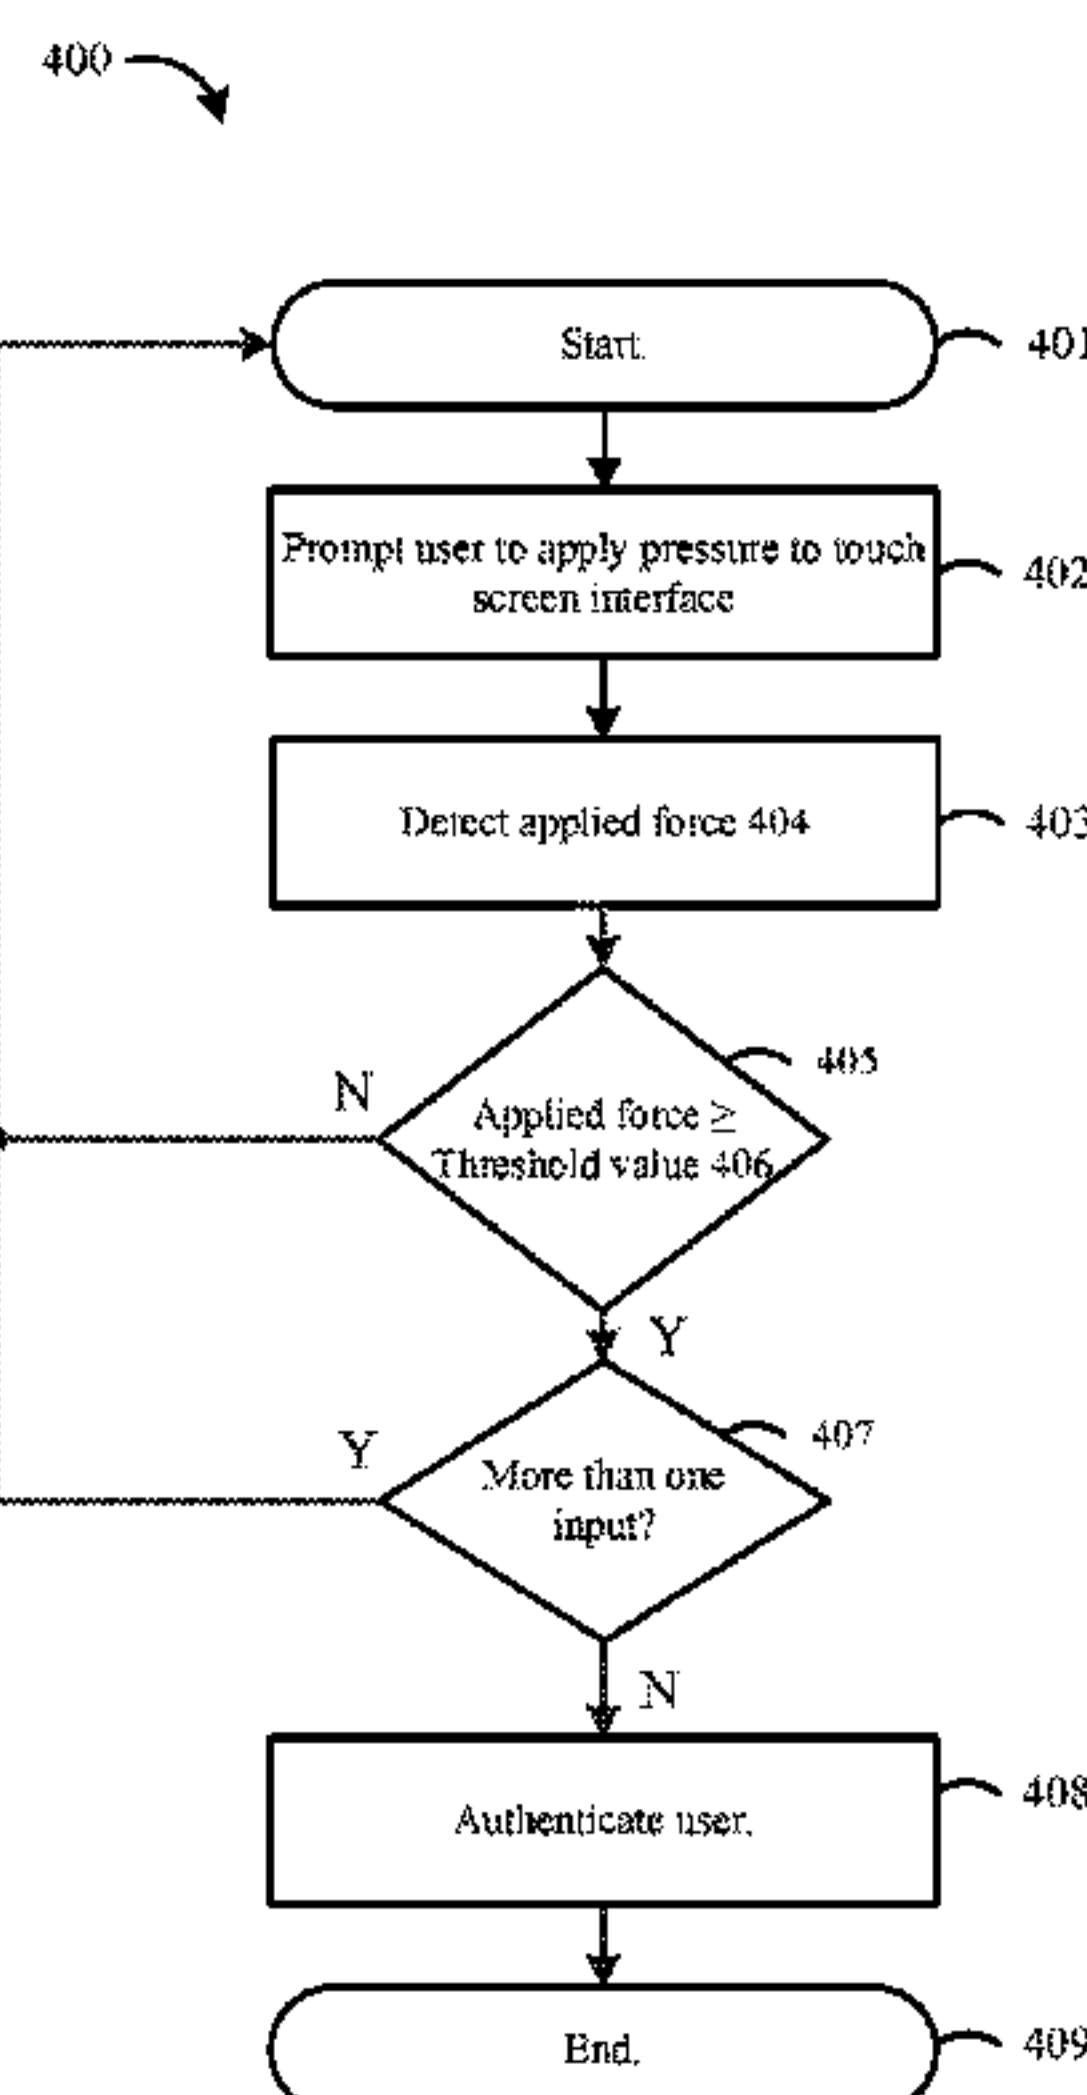 400
Start.
401
Prompt user to apply pressure to touch
screen interface
402
Detect applied force 404
403
405
N
Applied force ≥
Threshold value 406
Y
407
Y
More than one
input?
N
408
Authenticate user.
End.
409